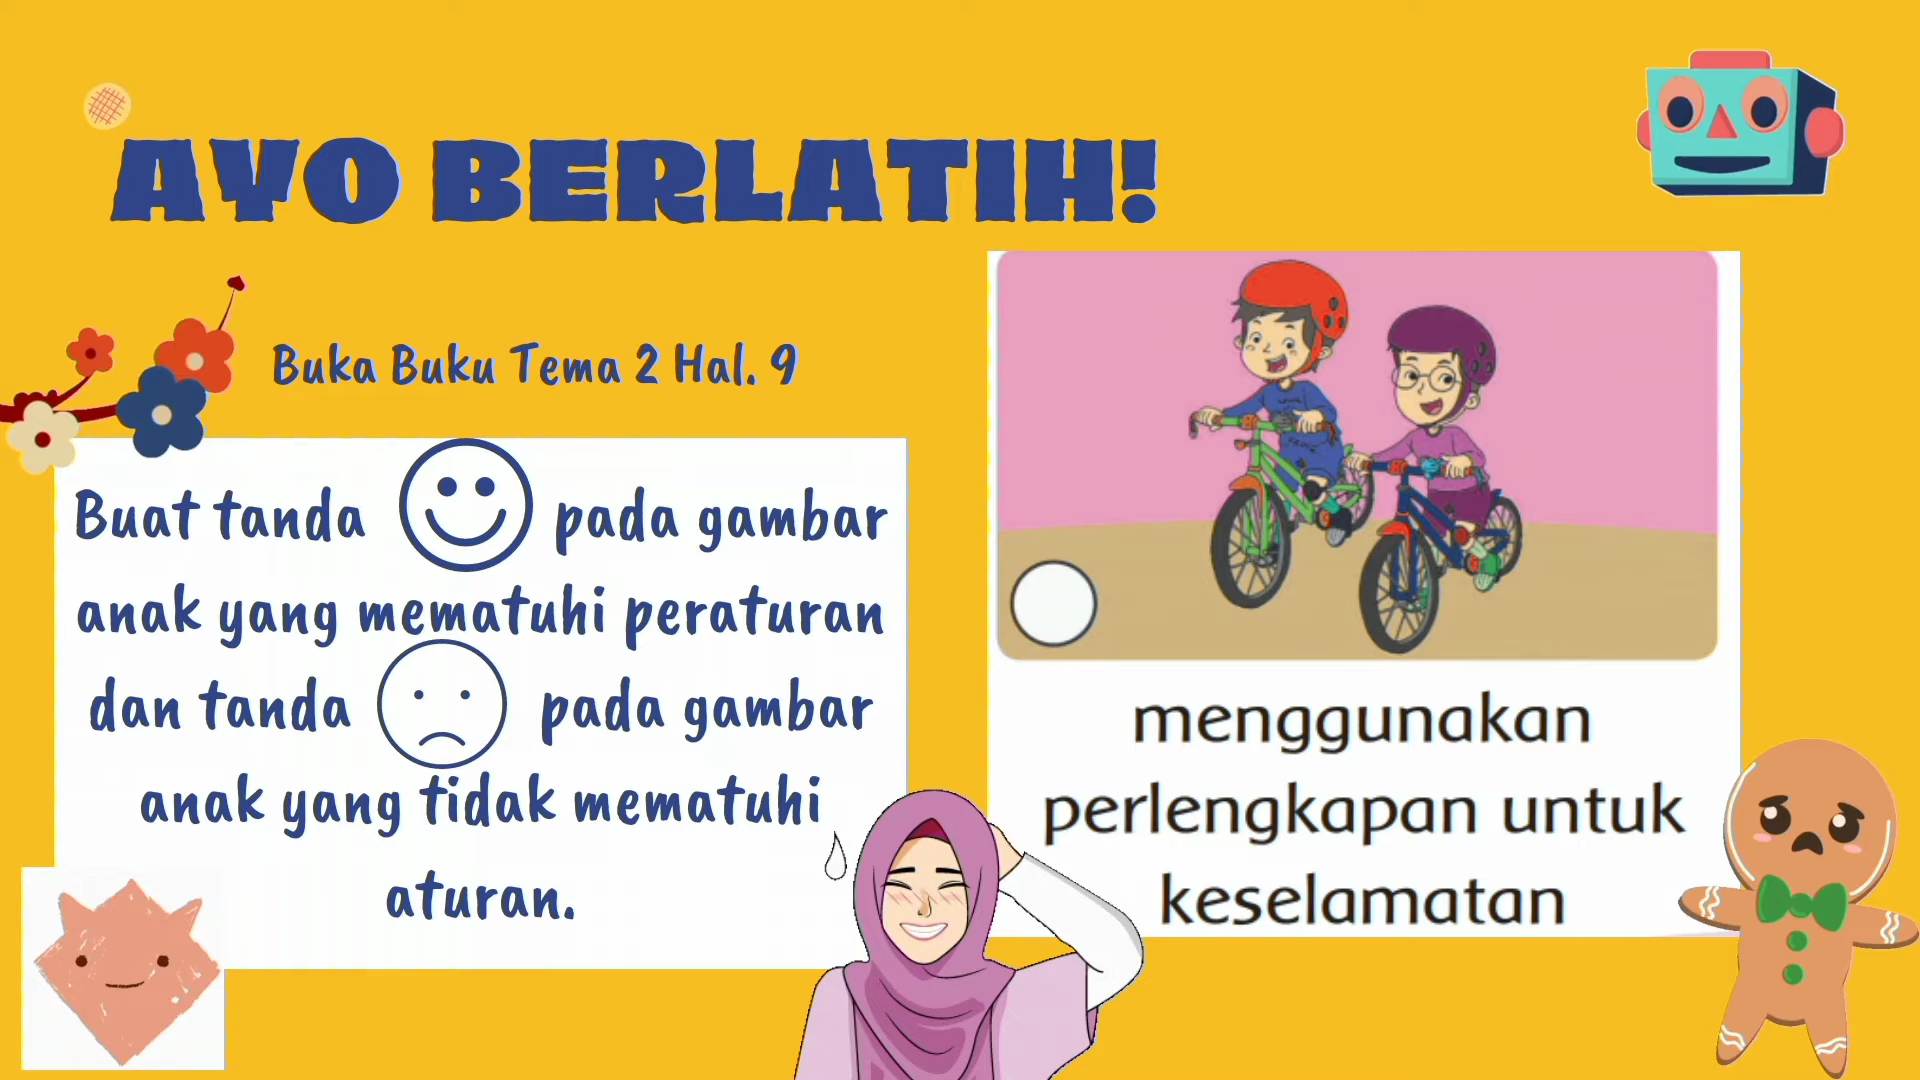 AYO BERLATIH!
Buka Buku Tema 2 Hal. 9
Buat tanda pada gambar
anak yang mematuhi peraturan
dan tanda pada gambar
anak yang tidak mematuhi
aturan.
menggunakan
perlengkapan untuk
keselamatan